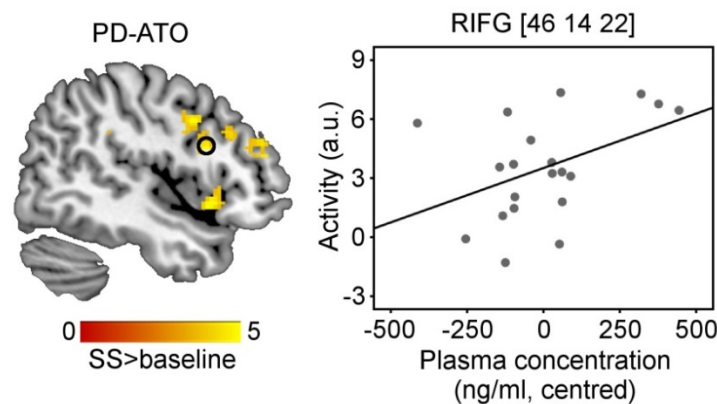 PD-ATO
0 5
SS>baseline
RIFG [46 14 22]
Activity (a.u.)
9
6
3
0
-3
-500 -250 0 250 500
Plasma concentration
(ng/ml, centred)